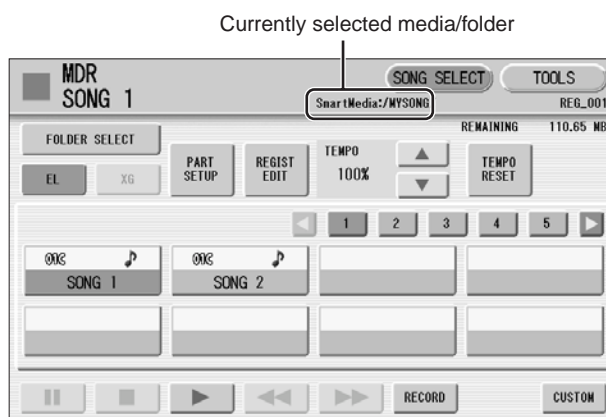 Currently selected media/folder
MDR
SONG 1
SONG SELECT
TOOLS
SmartMedia:/MYSONG
REG_001
REMAINING 110.65 MB
FOLDER SELECT
EL
XG
PART
SETUP
REGIST
EDIT
TEMPO
100%
TEMPO
RESET
1 2 3 4 5
SONG 1
SONG 2
RECORD
CUSTOM